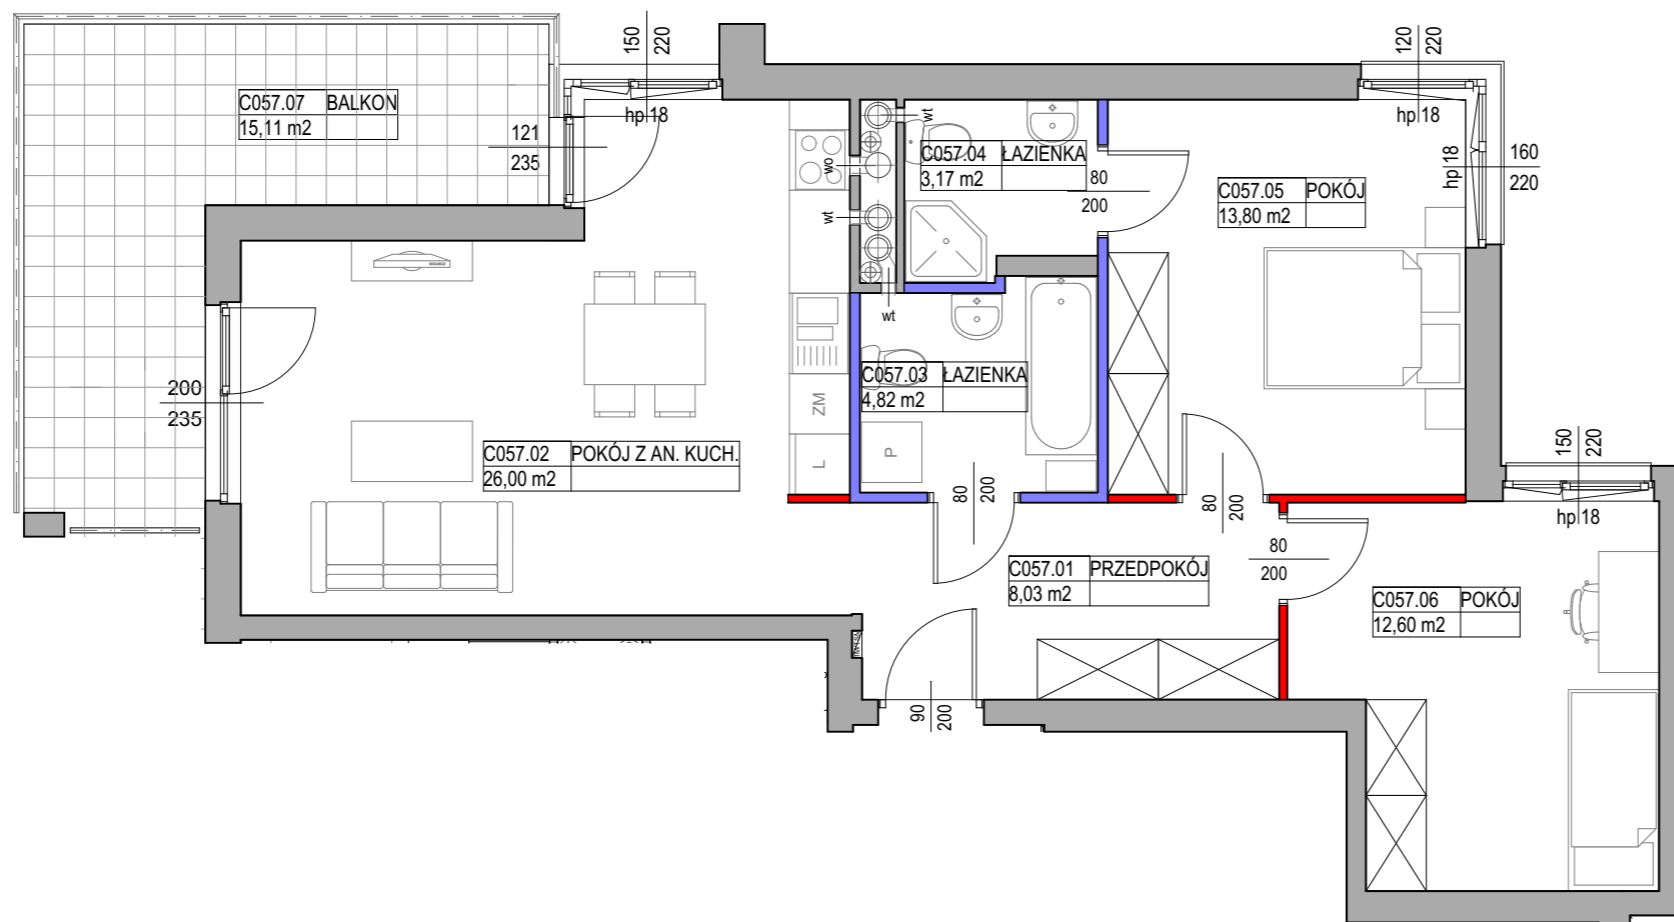 150
220
hp 18
120
220
hp 18
C057.07 BALKON
15,11 m2
121
235
wt
wo
wt
wt
C057.04 ŁAZIENKA
3,17 m2
80
200
hp 18
160
220
C057.05 POKÓJ
13,80 m2
C057.03 ŁAZIENKA
4,82 m2
200
235
ZM
L
P
C057.02 POKÓJ Z AN. KUCH.
26,00 m2
80
200
80
200
150
220
hp 18
80
200
C057.01 PRZEDPOKÓJ
8,03 m2
C057.06 POKÓJ
12,60 m2
90
200